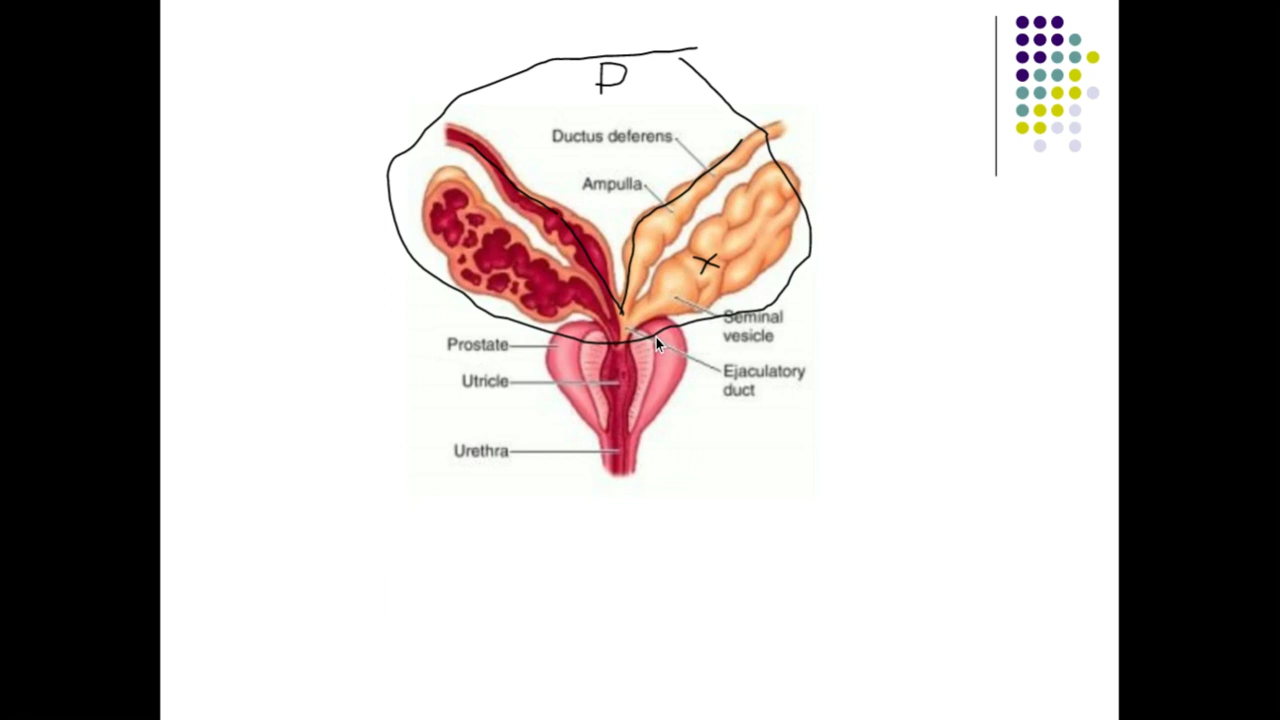 P
Ductus deferens
Ampulla
Seminal
vesicle
Prostate
Ejaculatory
duct
Utricle
Urethra